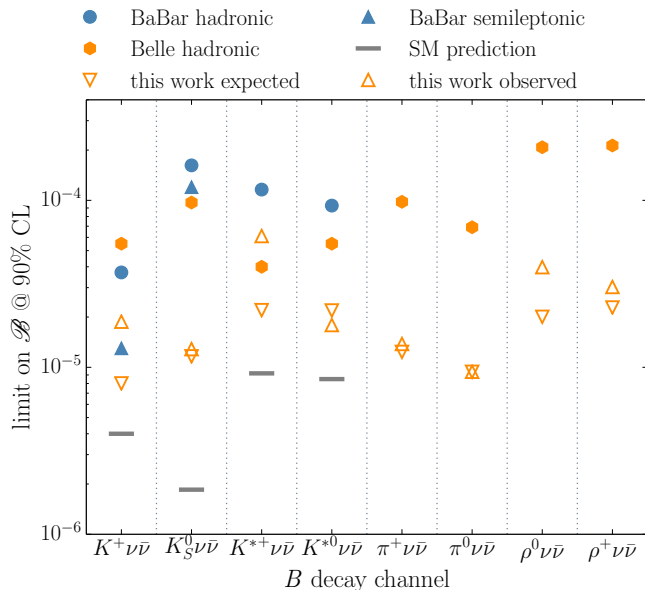 BaBar hadronic BaBar semileptonic
Belle hadronic SM prediction
this work expected this work observed
limit on ℬ @ 90% CL
10⁻⁴
10⁻⁵
10⁻⁶
K⁺νν̄ K⁰_Sνν̄ K*⁺νν̄ K*⁰νν̄ π⁺νν̄ π⁰νν̄ ρ⁰νν̄ ρ⁺νν̄
B decay channel